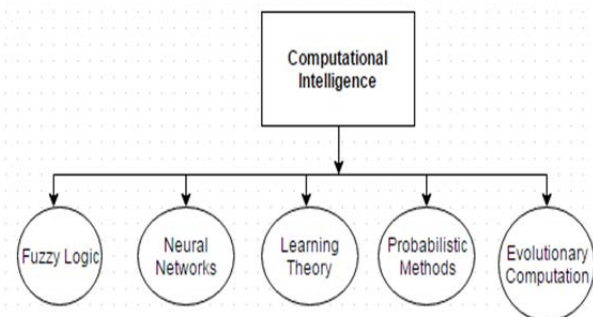 Computational
Intelligence
Fuzzy Logic
Neural
Networks
Learning
Theory
Probabilistic
Methods
Evolutionary
Computation